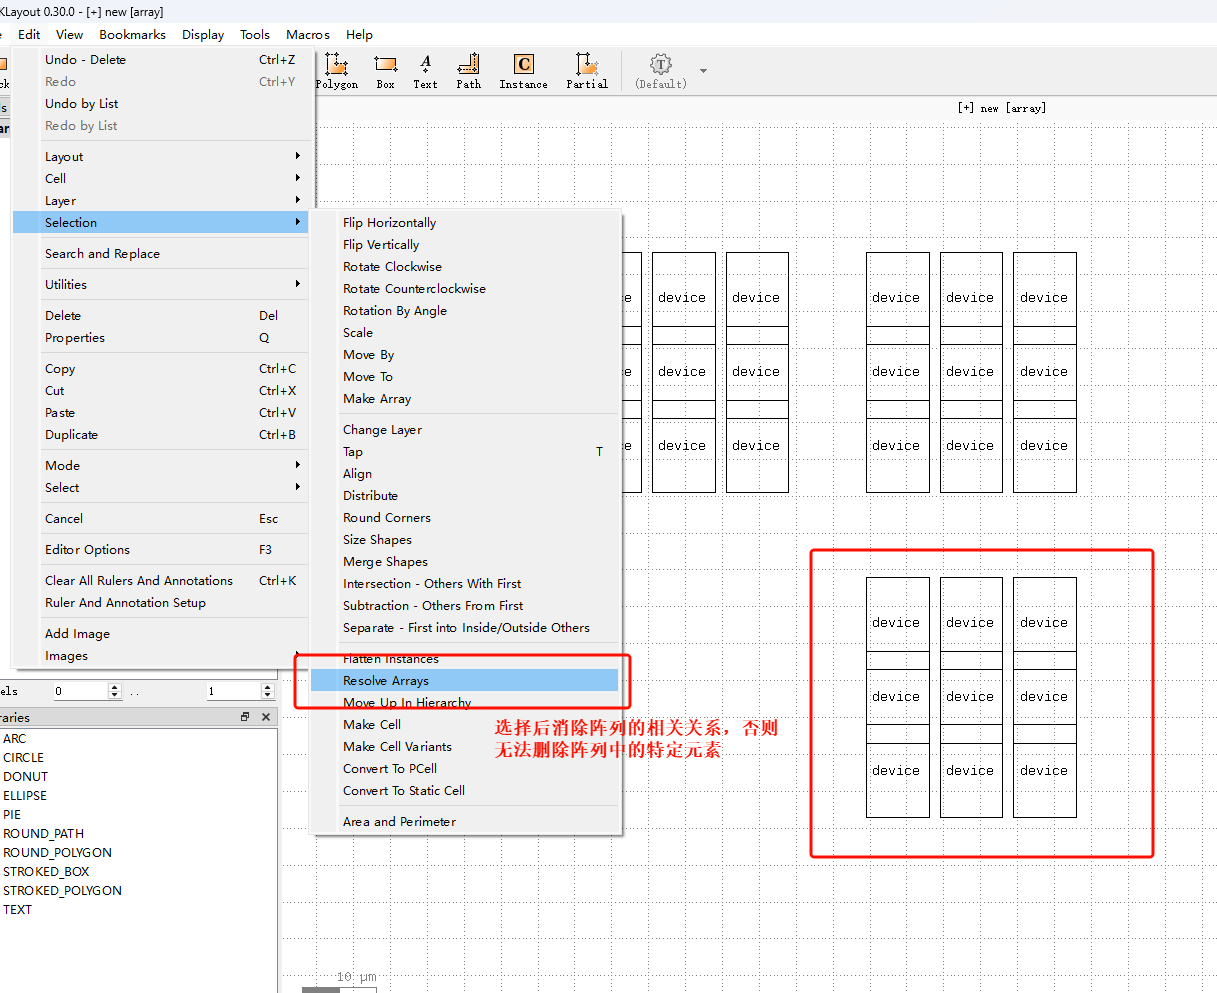 KLayout 0.30.0 - [+] new [array]
Edit View Bookmarks Display Tools Macros Help
Undo - Delete Ctrl+Z
Redo Ctrl+Y
Undo by List
Redo by List
Layout
Cell
Layer
Selection
Search and Replace
Utilities
Delete Del
Properties Q
Copy Ctrl+C
Cut Ctrl+X
Paste Ctrl+V
Duplicate Ctrl+B
Mode
Select
Cancel Esc
Editor Options F3
Clear All Rulers And Annotations Ctrl+K
Ruler And Annotation Setup
Add Image
Images
Polygon Box Text Path Instance Partial (Default)
[+] new [array]
Flip Horizontally
Flip Vertically
Rotate Clockwise
Rotate Counterclockwise
Rotation By Angle
Scale
Move By
Move To
Make Array
Change Layer
Tap T
Align
Distribute
Round Corners
Size Shapes
Merge Shapes
Intersection - Others With First
Subtraction - Others From First
Separate - First into Inside/Outside Others
Flatten Instances
Resolve Arrays
Move Up In Hierarchy
Make Cell
Make Cell Variants
Convert To PCell
Convert To Static Cell
Area and Perimeter
选择后消除阵列的相关关系，否则
无法删除阵列中的特定元素
device device device device device
device device device device device
device device device device device
device device device
device device device
device device device
els 0 .. 1
raries
ARC
CIRCLE
DONUT
ELLIPSE
PIE
ROUND_PATH
ROUND_POLYGON
STROKED_BOX
STROKED_POLYGON
TEXT
10 μm